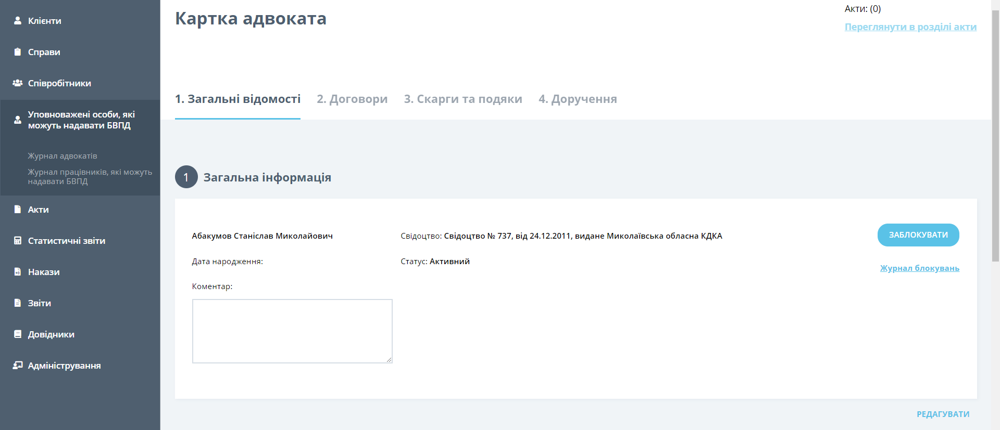 Клієнти
Справи
Співробітники
Уповноважені особи, які
можуть надавати БВПД
Журнал адвокатів
Журнал працівників, які можуть
надавати БВПД
Акти
Статистичні звіти
Накази
Звіти
Довідники
Адміністрування
Картка адвоката
Акти: (0)
Переглянути в розділі акти
1. Загальні відомості
2. Договори
3. Скарги та подяки
4. Доручення
1 Загальна інформація
Абакумов Станіслав Миколайович
Свідоцтво: Свідоцтво № 737, від 24.12.2011, видане Миколаївська обласна КДКА
ЗАБЛОКУВАТИ
Дата народження:
Статус: Активний
Журнал блокувань
Коментар:
РЕДАГУВАТИ